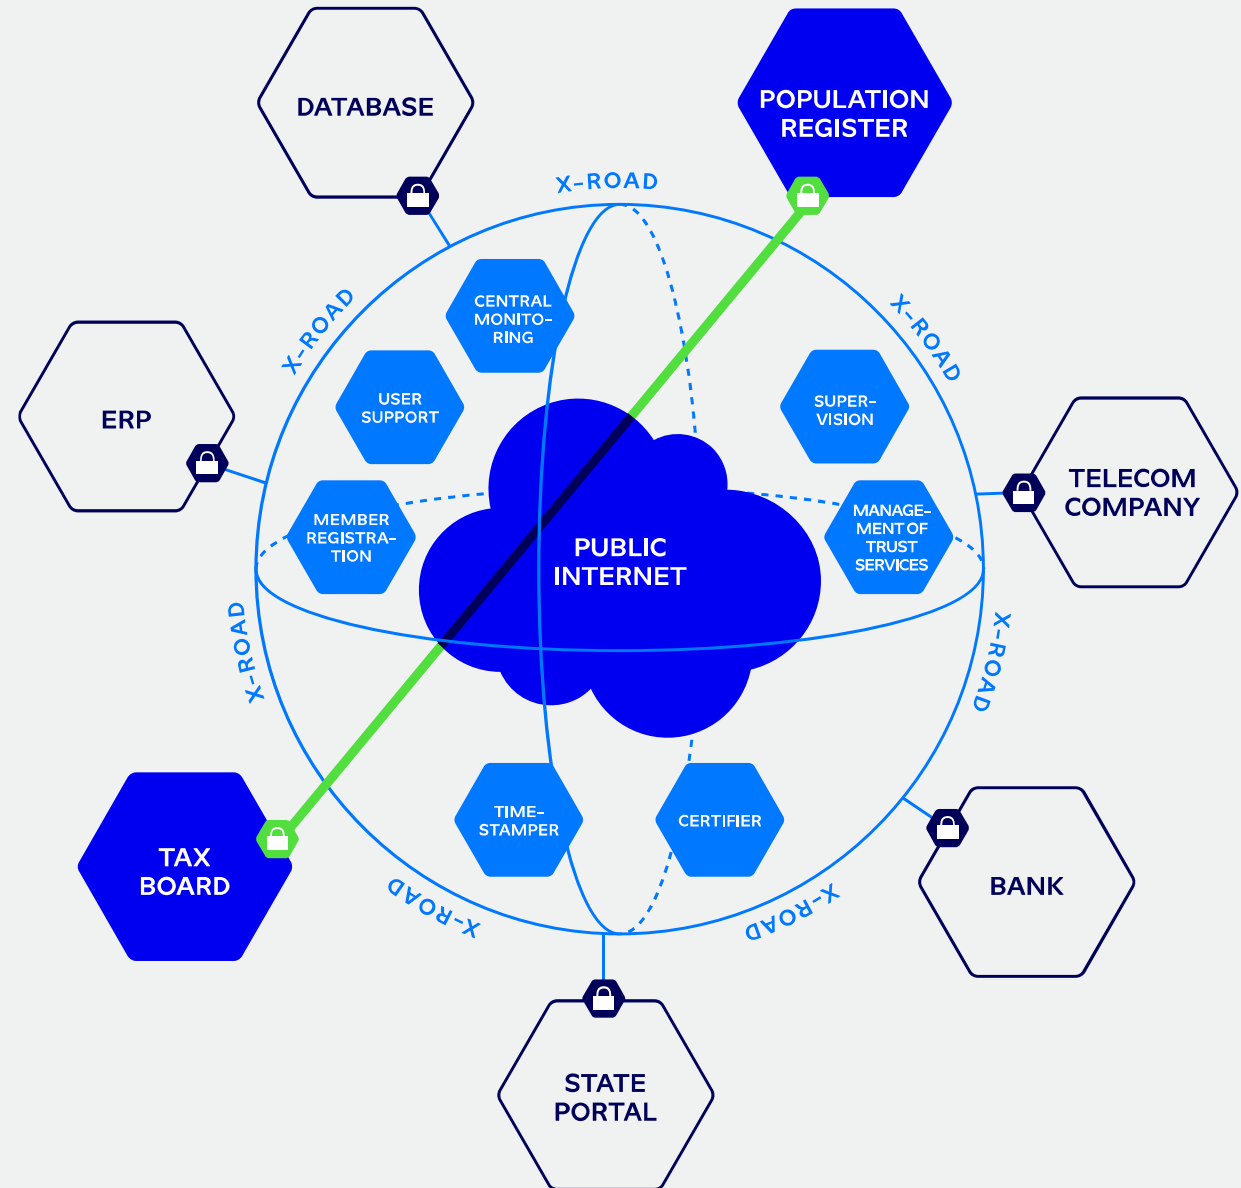 DATABASE
POPULATION
REGISTER
X-ROAD
CENTRAL
MONITO-
RING
X-ROAD
X-ROAD
USER
SUPPORT
SUPER-
VISION
ERP
TELECOM
COMPANY
MEMBER
REGISTRA-
TION
MANAGE-
MENT OF
TRUST
SERVICES
PUBLIC
INTERNET
X-ROAD
X-ROAD
TIME-
STAMPER
CERTIFIER
TAX
BOARD
BANK
X-ROAD
X-ROAD
STATE
PORTAL